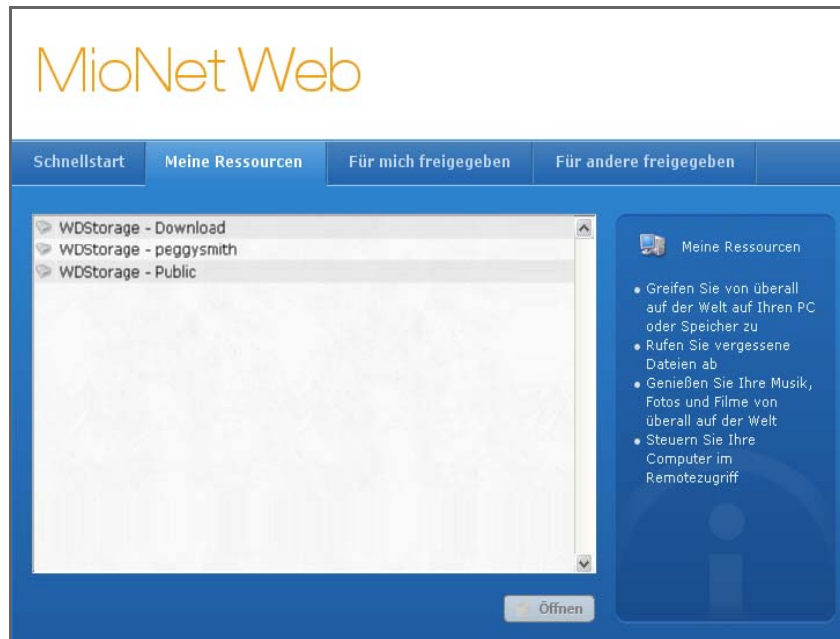 MioNet Web
Schnellstart
Meine Ressourcen
Für mich freigegeben
Für andere freigegeben
WDStorage - Download
WDStorage - peggysmith
WDStorage - Public
Meine Ressourcen
Greifen Sie von überall
auf der Welt auf Ihren PC
oder Speicher zu
Rufen Sie vergessene
Dateien ab
Genießen Sie Ihre Musik,
Fotos und Filme von
überall auf der Welt
Steuern Sie Ihre
Computer im
Remotezugriff
Öffnen